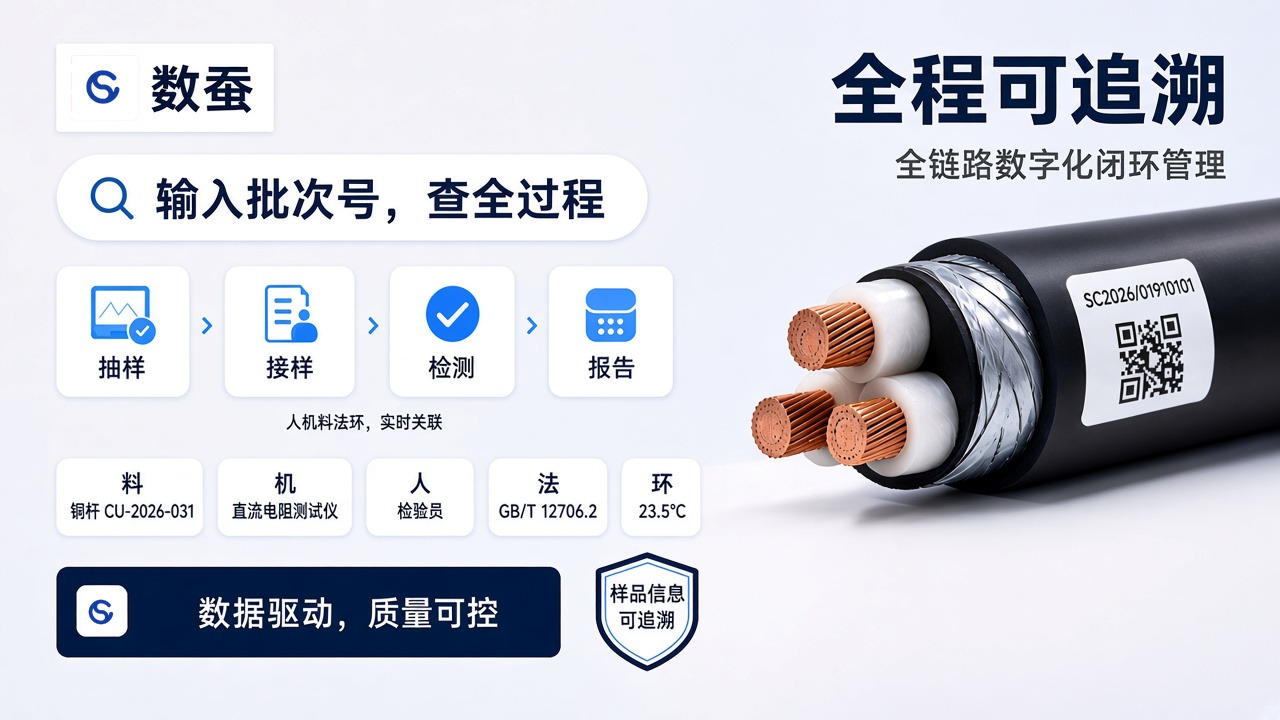 数蚕
全程可追溯
全链路数字化闭环管理
输入批次号，查全过程
抽样
接样
检测
报告
人机料法环，实时关联
料
铜杆 CU-2026-031
机
直流电阻测试仪
人
检验员
法
GB/T 12706.2
环
23.5℃
数据驱动，质量可控
样品信息
可追溯
SC2026/01910101